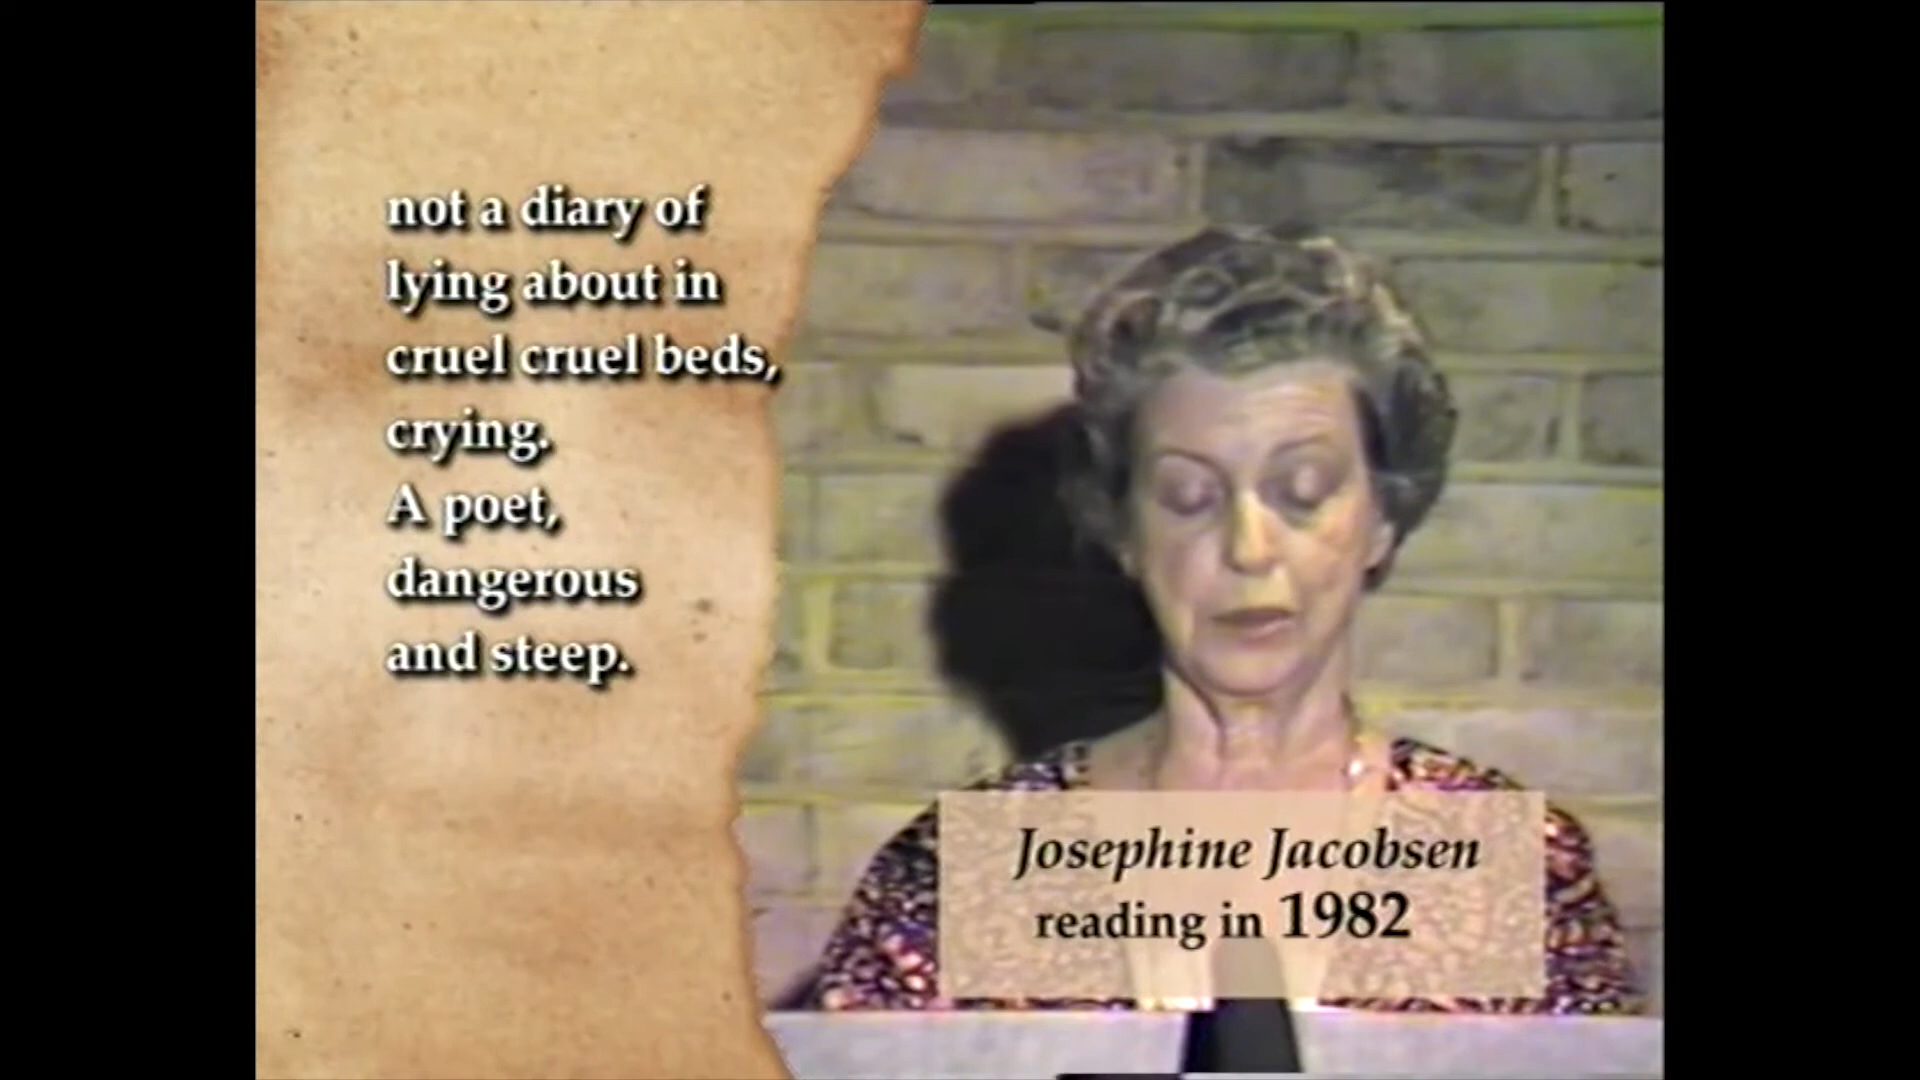 not a diary of
lying about in
cruel cruel beds,
crying.
A poet,
dangerous
and steep.
Josephine Jacobsen
reading in 1982